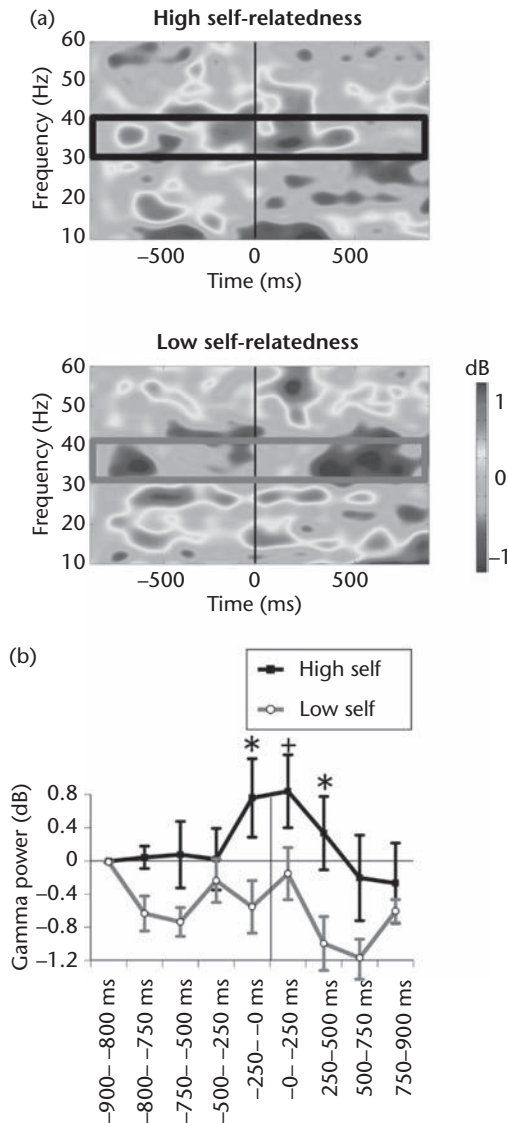 (a)
High self-relatedness
Frequency (Hz)
60
50
40
30
20
10
−500 0 500
Time (ms)
Low self-relatedness
Frequency (Hz)
60
50
40
30
20
10
−500 0 500
Time (ms)
dB
1
0
−1
(b)
High self
Low self
* + *
Gamma power (dB)
0.8
0.4
0
−0.4
−0.8
−1.2
−900– −800 ms
−800– −750 ms
−750– −500 ms
−500– −250 ms
−250– −0 ms
−0– −250 ms
250–500 ms
500–750 ms
750–900 ms